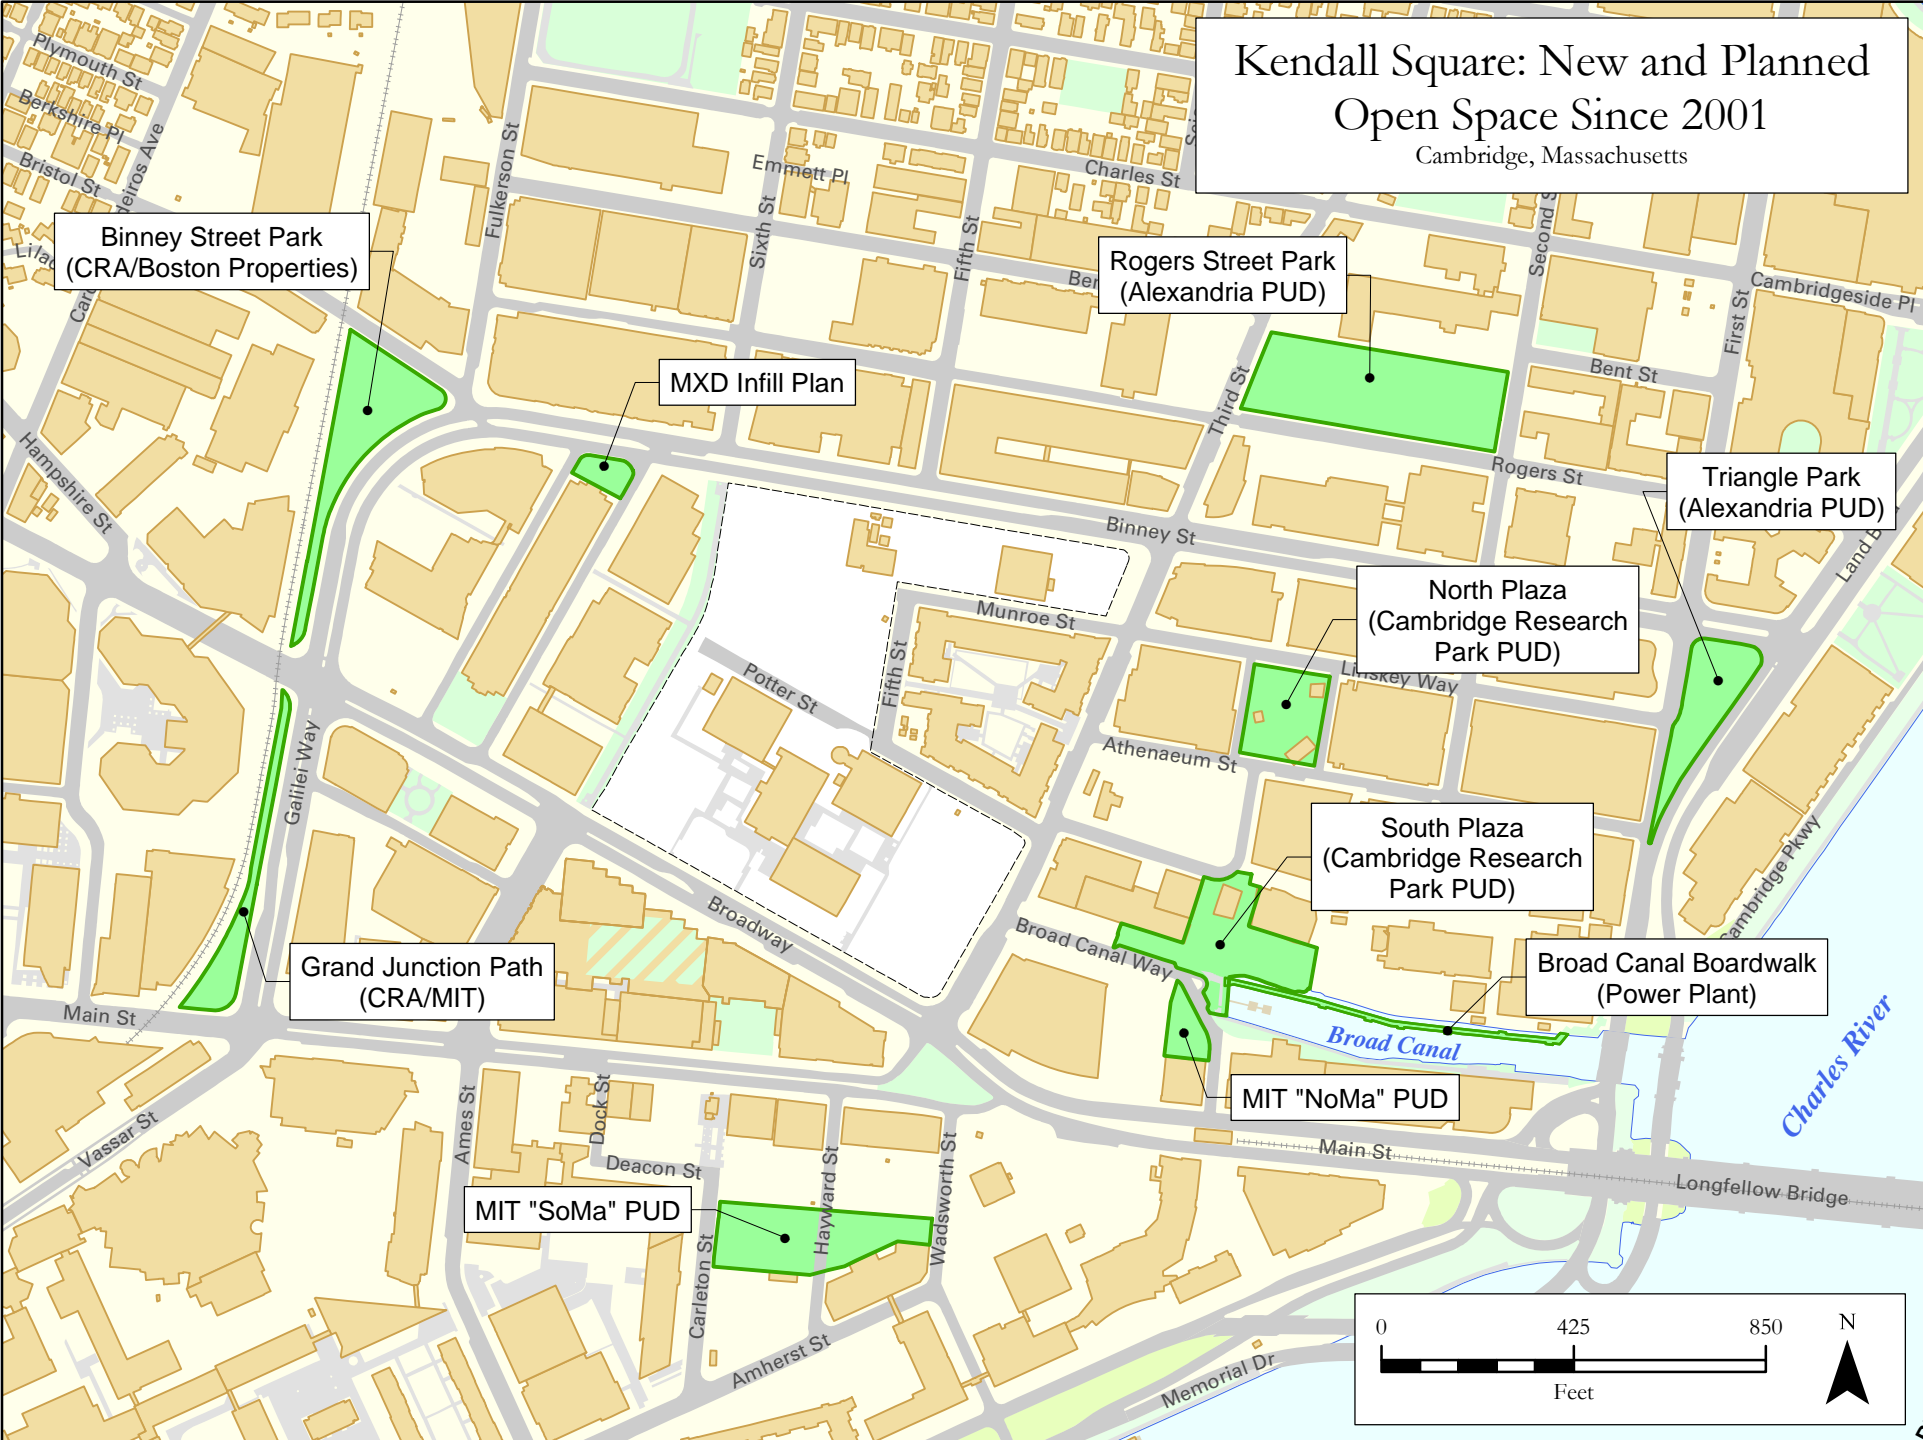 Kendall Square: New and Planned
Open Space Since 2001
Cambridge, Massachusetts
Plymouth St
Berkshire Pl
Bristol St
Emmett Pl
Charles St
Fulkerson St
Sixth St
Fifth St
Second S
Binney Street Park
(CRA/Boston Properties)
Rogers Street Park
(Alexandria PUD)
Cambridgeside Pl
First St
MXD Infill Plan
Bent St
Third St
Hampshire St
Rogers St
Triangle Park
(Alexandria PUD)
Binney St
North Plaza
(Cambridge Research
Park PUD)
Munroe St
Fifth St
Potter St
Linskey Way
Athenaeum St
Galilei Way
South Plaza
(Cambridge Research
Park PUD)
Cambridge Pkwy
Broadway
Broad Canal Way
Grand Junction Path
(CRA/MIT)
Broad Canal Boardwalk
(Power Plant)
Main St
Broad Canal
Charles River
MIT "NoMa" PUD
Vassar St
Ames St
Dock St
Deacon St
Main St
Longfellow Bridge
MIT "SoMa" PUD
Hayward St
Wadsworth St
Carleton St
Amherst St
Memorial Dr
0 425 850
Feet
N